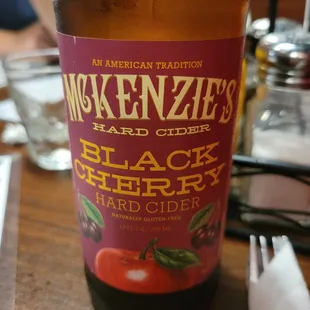 AN AMERICAN TRADITION
McKENZIE'S
HARD CIDER
BLACK
CHERRY
HARD CIDER
NATURALLY GLUTEN-FREE